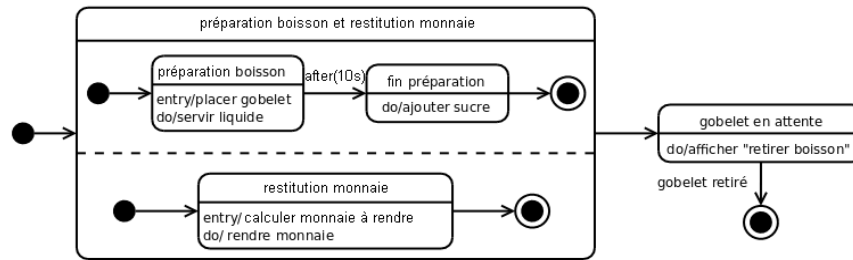 préparation boisson et restitution monnaie
préparation boisson
entry/placer gobelet
do/servir liquide
after(10s)
fin préparation
do/ajouter sucre
restitution monnaie
entry/ calculer monnaie à rendre
do/ rendre monnaie
gobelet en attente
do/afficher "retirer boisson"
gobelet retiré